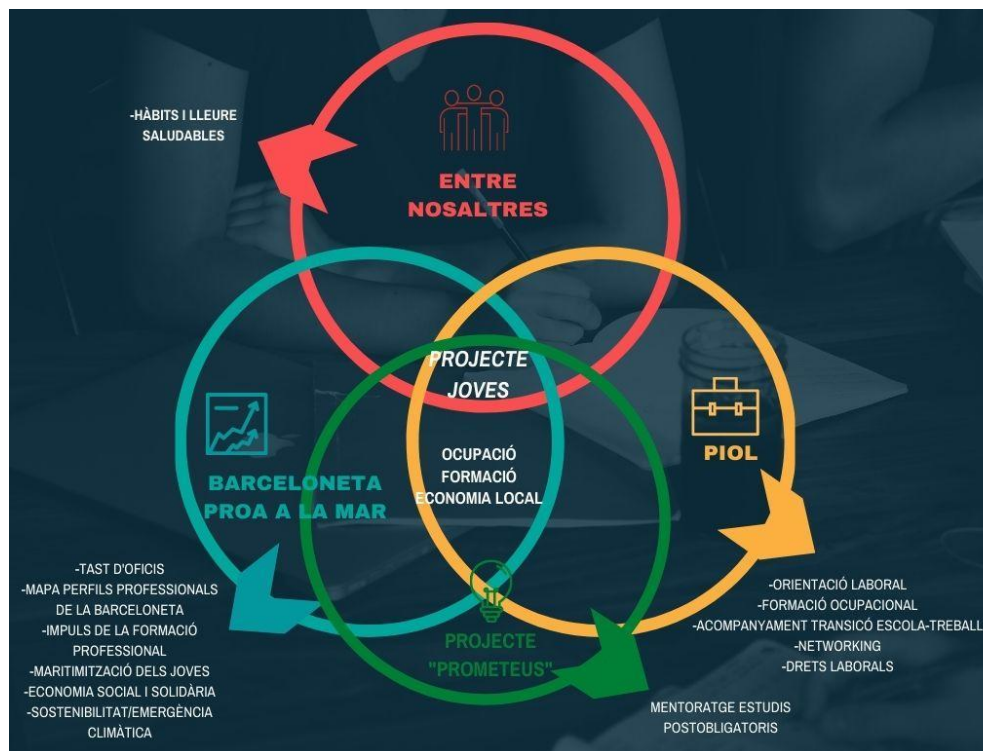 -HÀBITS I LLEURE
SALUDABLES
ENTRE
NOSALTRES
PROJECTE
JOVES
OCUPACIÓ
FORMACIÓ
ECONOMIA LOCAL
BARCELONETA
PROA A LA MAR
PIOL
-TAST D'OFICIS
-MAPA PERFILS PROFESSIONALS
DE LA BARCELONETA
-IMPULS DE LA FORMACIÓ
PROFESSIONAL
-MARITIMITZACIÓ DELS JOVES
-ECONOMIA SOCIAL I SOLIDÀRIA
-SOSTENIBILITAT/EMERGÈNCIA
CLIMÀTICA
PROJECTE
"PROMETEUS"
-ORIENTACIÓ LABORAL
-FORMACIÓ OCUPACIONAL
-ACOMPANYAMENT TRANSICÓ ESCOLA-TREBALL
-NETWORKING
-DRETS LABORALS
MENTORATGE ESTUDIS
POSTOBLIGATORIS